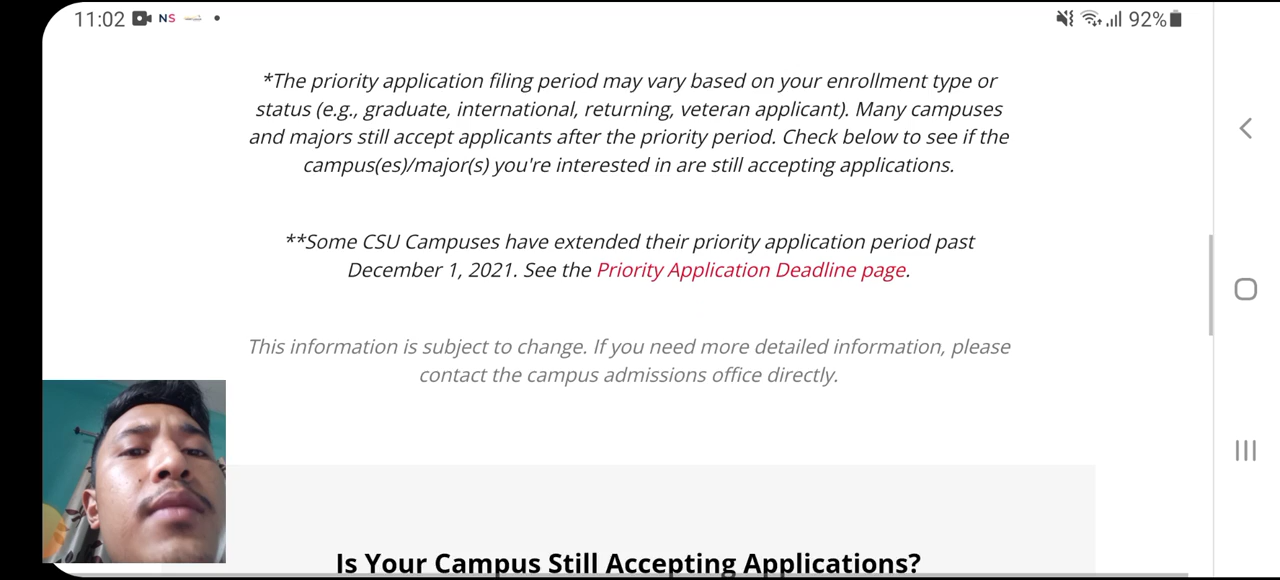 11:02 NS 92%
*The priority application filing period may vary based on your enrollment type or
status (e.g., graduate, international, returning, veteran applicant). Many campuses
and majors still accept applicants after the priority period. Check below to see if the
campus(es)/major(s) you're interested in are still accepting applications.
**Some CSU Campuses have extended their priority application period past
December 1, 2021. See the Priority Application Deadline page.
This information is subject to change. If you need more detailed information, please
contact the campus admissions office directly.
Is Your Campus Still Accepting Applications?